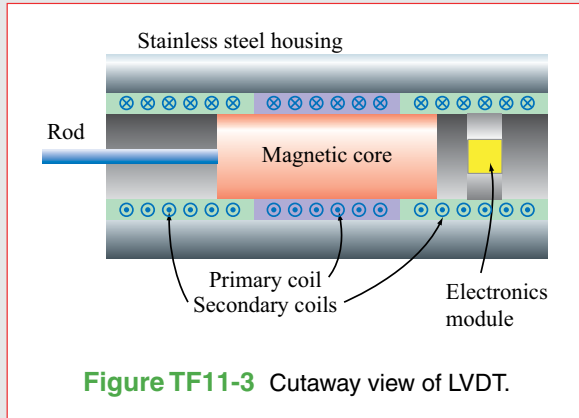 Stainless steel housing
Rod
Magnetic core
Primary coil
Secondary coils
Electronics
module
Figure TF11-3 Cutaway view of LVDT.